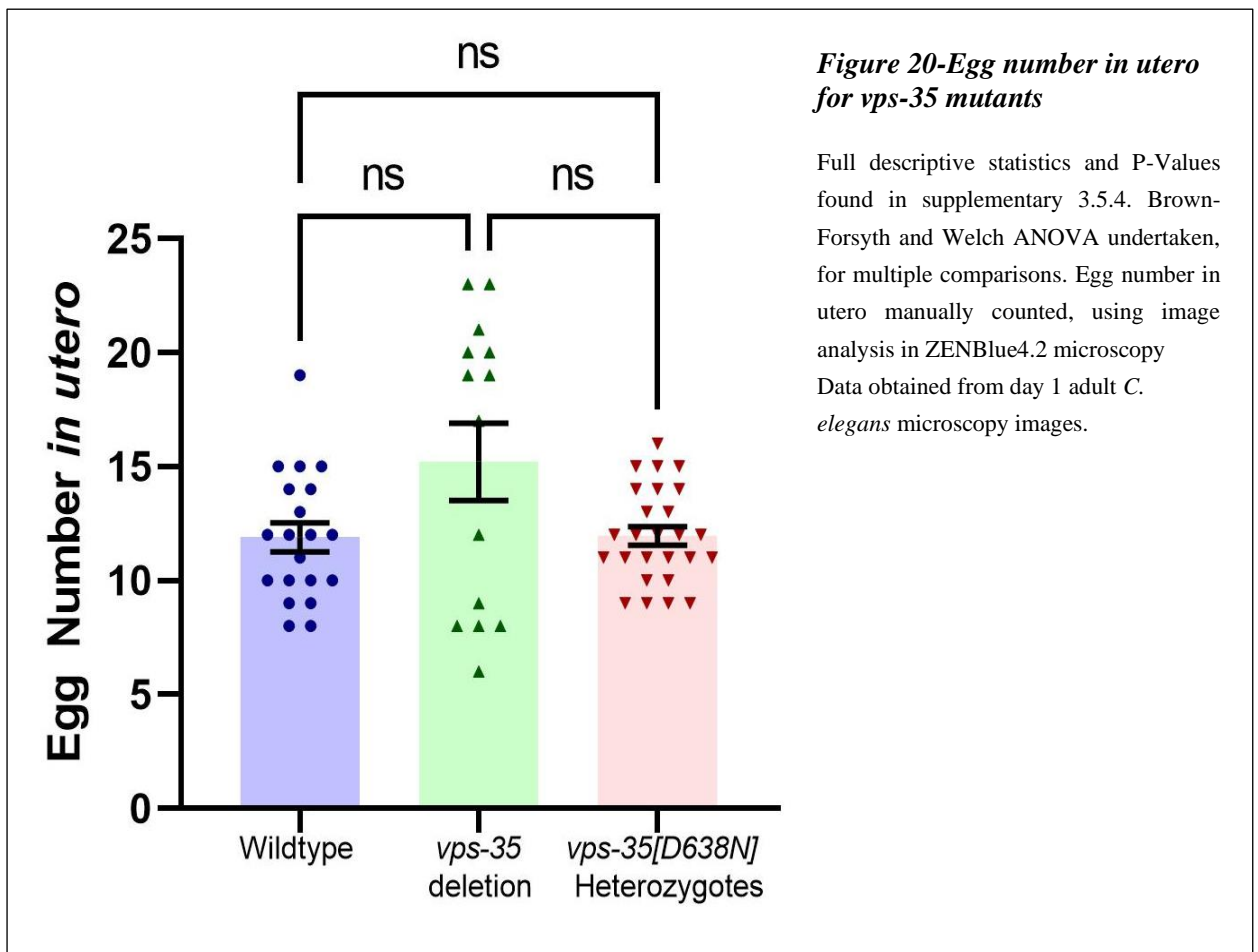 ns
ns ns
25
20
15
10
5
0
Egg Number in utero
Wildtype vps-35 vps-35[D638N]
deletion Heterozygotes
Figure 20-Egg number in utero
for vps-35 mutants
Full descriptive statistics and P-Values
found in supplementary 3.5.4. Brown-
Forsyth and Welch ANOVA undertaken,
for multiple comparisons. Egg number in
utero manually counted, using image
analysis in ZENBlue4.2 microscopy
Data obtained from day 1 adult C.
elegans microscopy images.